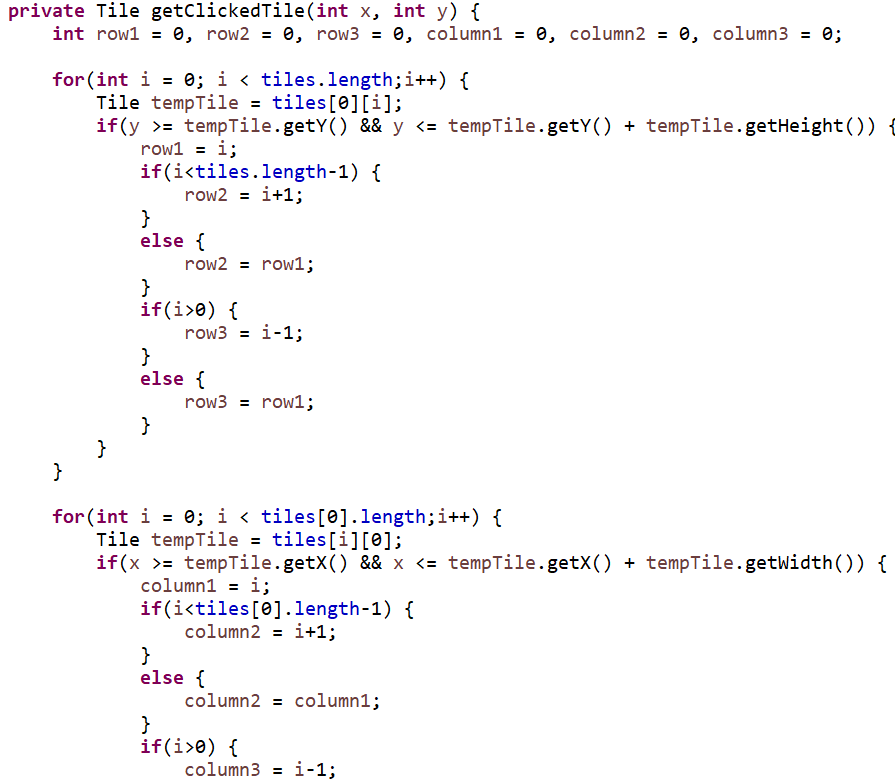 private Tile getClickedTile(int x, int y) {
    int row1 = 0, row2 = 0, row3 = 0, column1 = 0, column2 = 0, column3 = 0;

    for(int i = 0; i < tiles.length;i++) {
        Tile tempTile = tiles[0][i];
        if(y >= tempTile.getY() && y <= tempTile.getY() + tempTile.getHeight()) {
            row1 = i;
            if(i<tiles.length-1) {
                row2 = i+1;
            }
            else {
                row2 = row1;
            }
            if(i>0) {
                row3 = i-1;
            }
            else {
                row3 = row1;
            }
        }
    }

    for(int i = 0; i < tiles[0].length;i++) {
        Tile tempTile = tiles[i][0];
        if(x >= tempTile.getX() && x <= tempTile.getX() + tempTile.getWidth()) {
            column1 = i;
            if(i<tiles[0].length-1) {
                column2 = i+1;
            }
            else {
                column2 = column1;
            }
            if(i>0) {
                column3 = i-1;